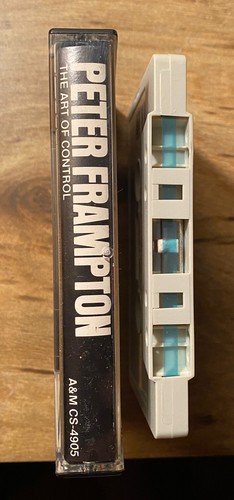 PETER FRAMPTON
THE ART OF CONTROL
A&M CS-4905